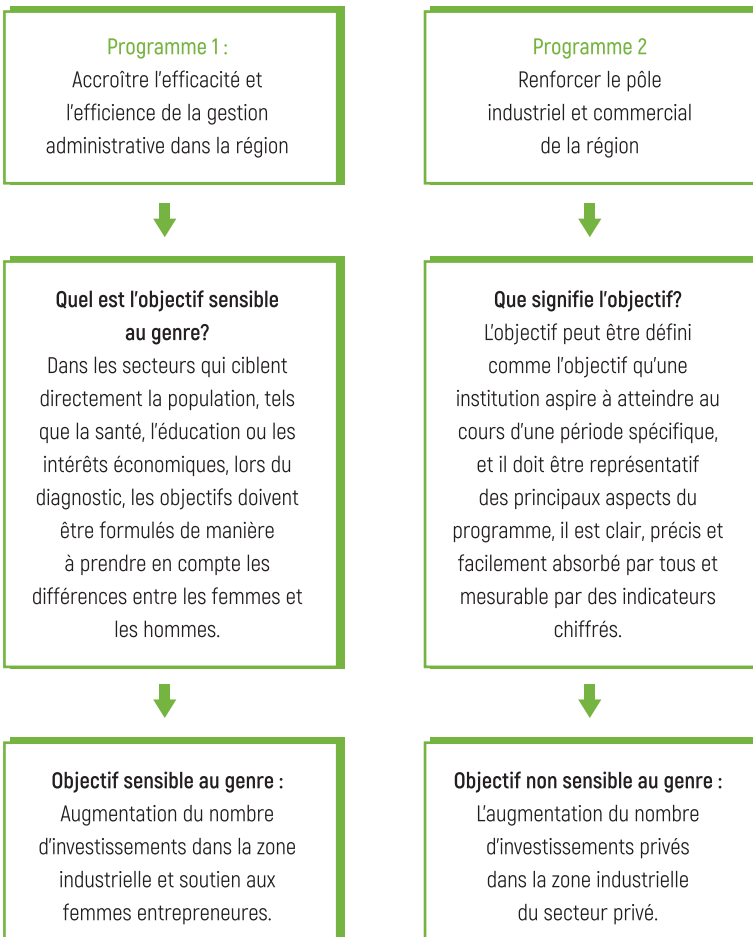 Programme 1 :
Accroître l'efficacité et
l'efficience de la gestion
administrative dans la région
Programme 2
Renforcer le pôle
industriel et commercial
de la région
Quel est l'objectif sensible
au genre?
Dans les secteurs qui ciblent
directement la population, tels
que la santé, l'éducation ou les
intérêts économiques, lors du
diagnostic, les objectifs doivent
être formulés de manière
à prendre en compte les
différences entre les femmes et
les hommes.
Que signifie l'objectif?
L'objectif peut être défini
comme l'objectif qu'une
institution aspire à atteindre au
cours d'une période spécifique,
et il doit être représentatif
des principaux aspects du
programme, il est clair, précis et
facilement absorbé par tous et
mesurable par des indicateurs
chiffrés.
Objectif sensible au genre :
Augmentation du nombre
d'investissements dans la zone
industrielle et soutien aux
femmes entrepreneures.
Objectif non sensible au genre :
L'augmentation du nombre
d'investissements privés
dans la zone industrielle
du secteur privé.